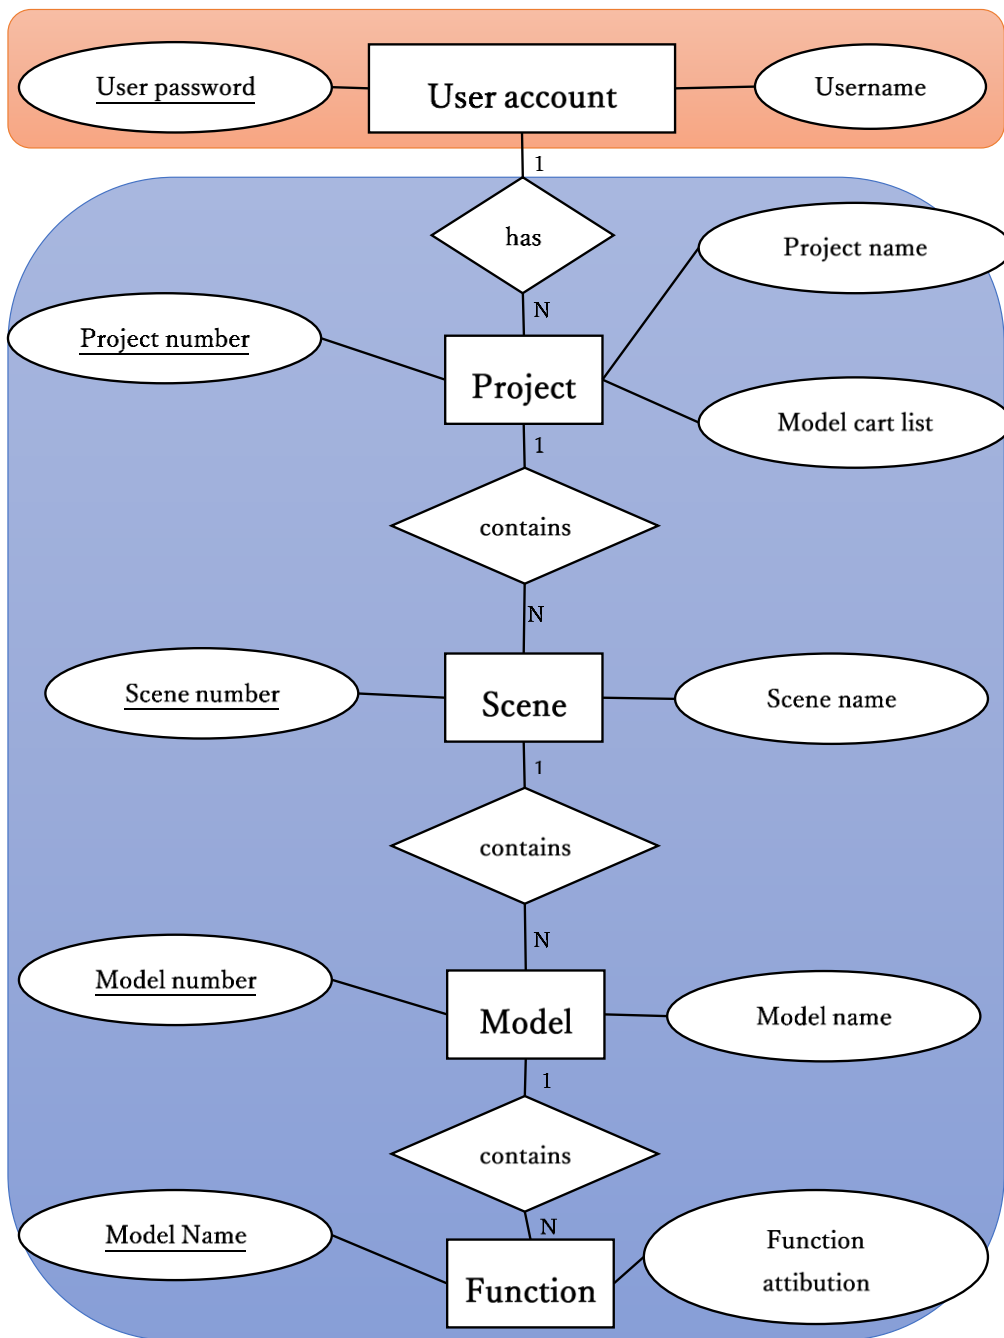 User password
User account
Username
1
has
Project name
N
Project number
Project
Model cart list
1
contains
N
Scene number
Scene
Scene name
1
contains
N
Model number
Model
Model name
1
contains
N
Model Name
Function
Function
attibution